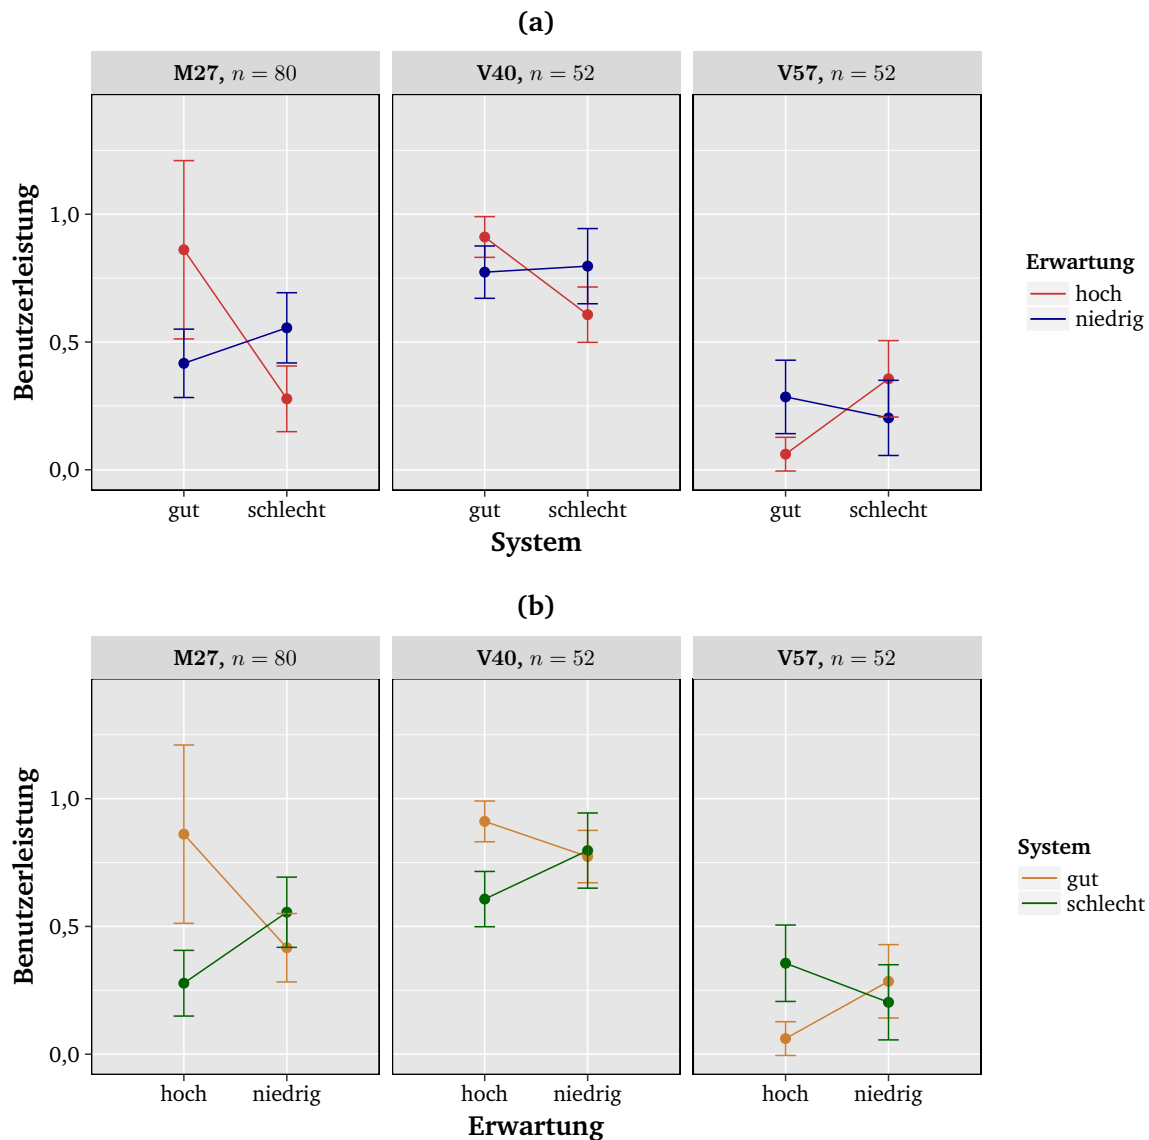 (a)
M27, n = 80 V40, n = 52 V57, n = 52
Benutzerleistung
1,0
0,5
0,0
gut schlecht gut schlecht gut schlecht
System
Erwartung
hoch
niedrig
(b)
M27, n = 80 V40, n = 52 V57, n = 52
Benutzerleistung
1,0
0,5
0,0
hoch niedrig hoch niedrig hoch niedrig
Erwartung
System
gut
schlecht